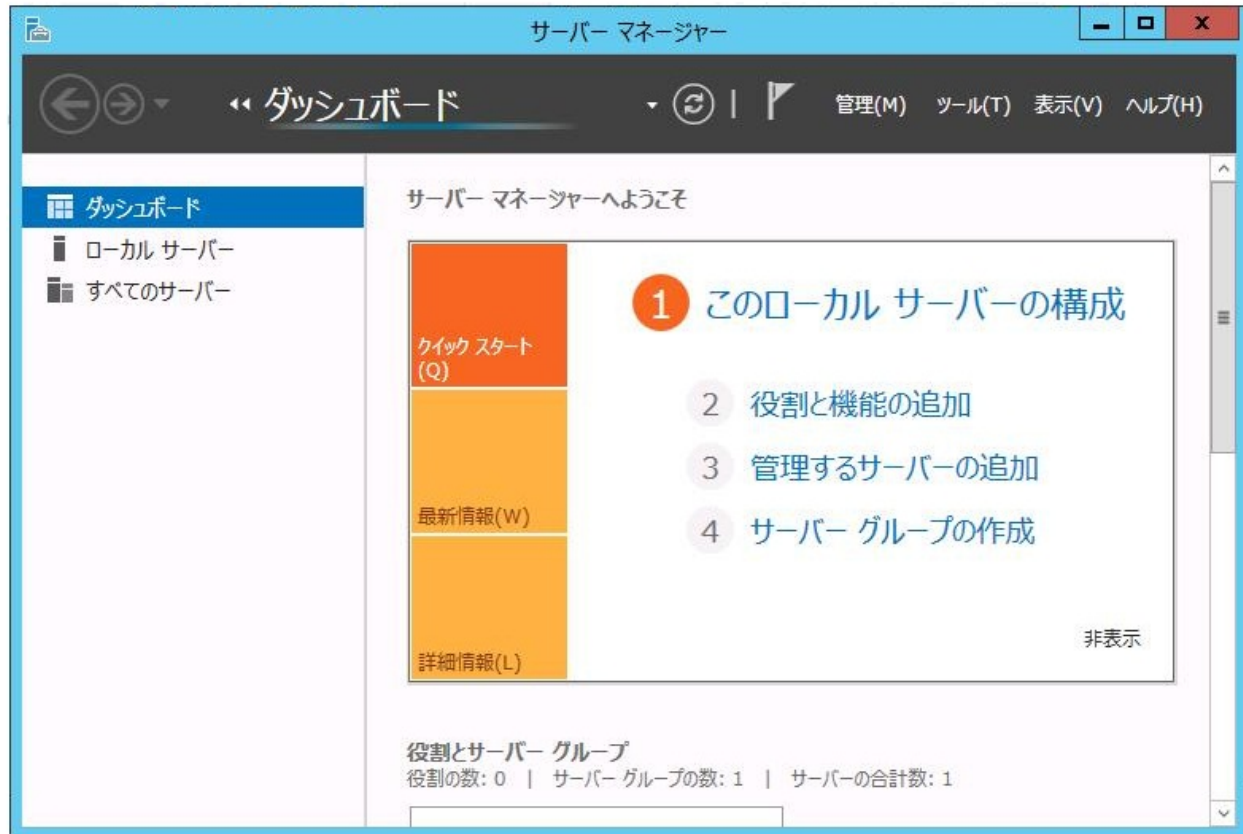 サーバー マネージャー
◂◂ ダッシュボード
管理(M) ツール(T) 表示(V) ヘルプ(H)
ダッシュボード
ローカル サーバー
すべてのサーバー
サーバー マネージャーへようこそ
クイック スタート
(Q)
最新情報(W)
詳細情報(L)
1 このローカル サーバーの構成
2 役割と機能の追加
3 管理するサーバーの追加
4 サーバー グループの作成
非表示
役割とサーバー グループ
役割の数: 0 | サーバー グループの数: 1 | サーバーの合計数: 1